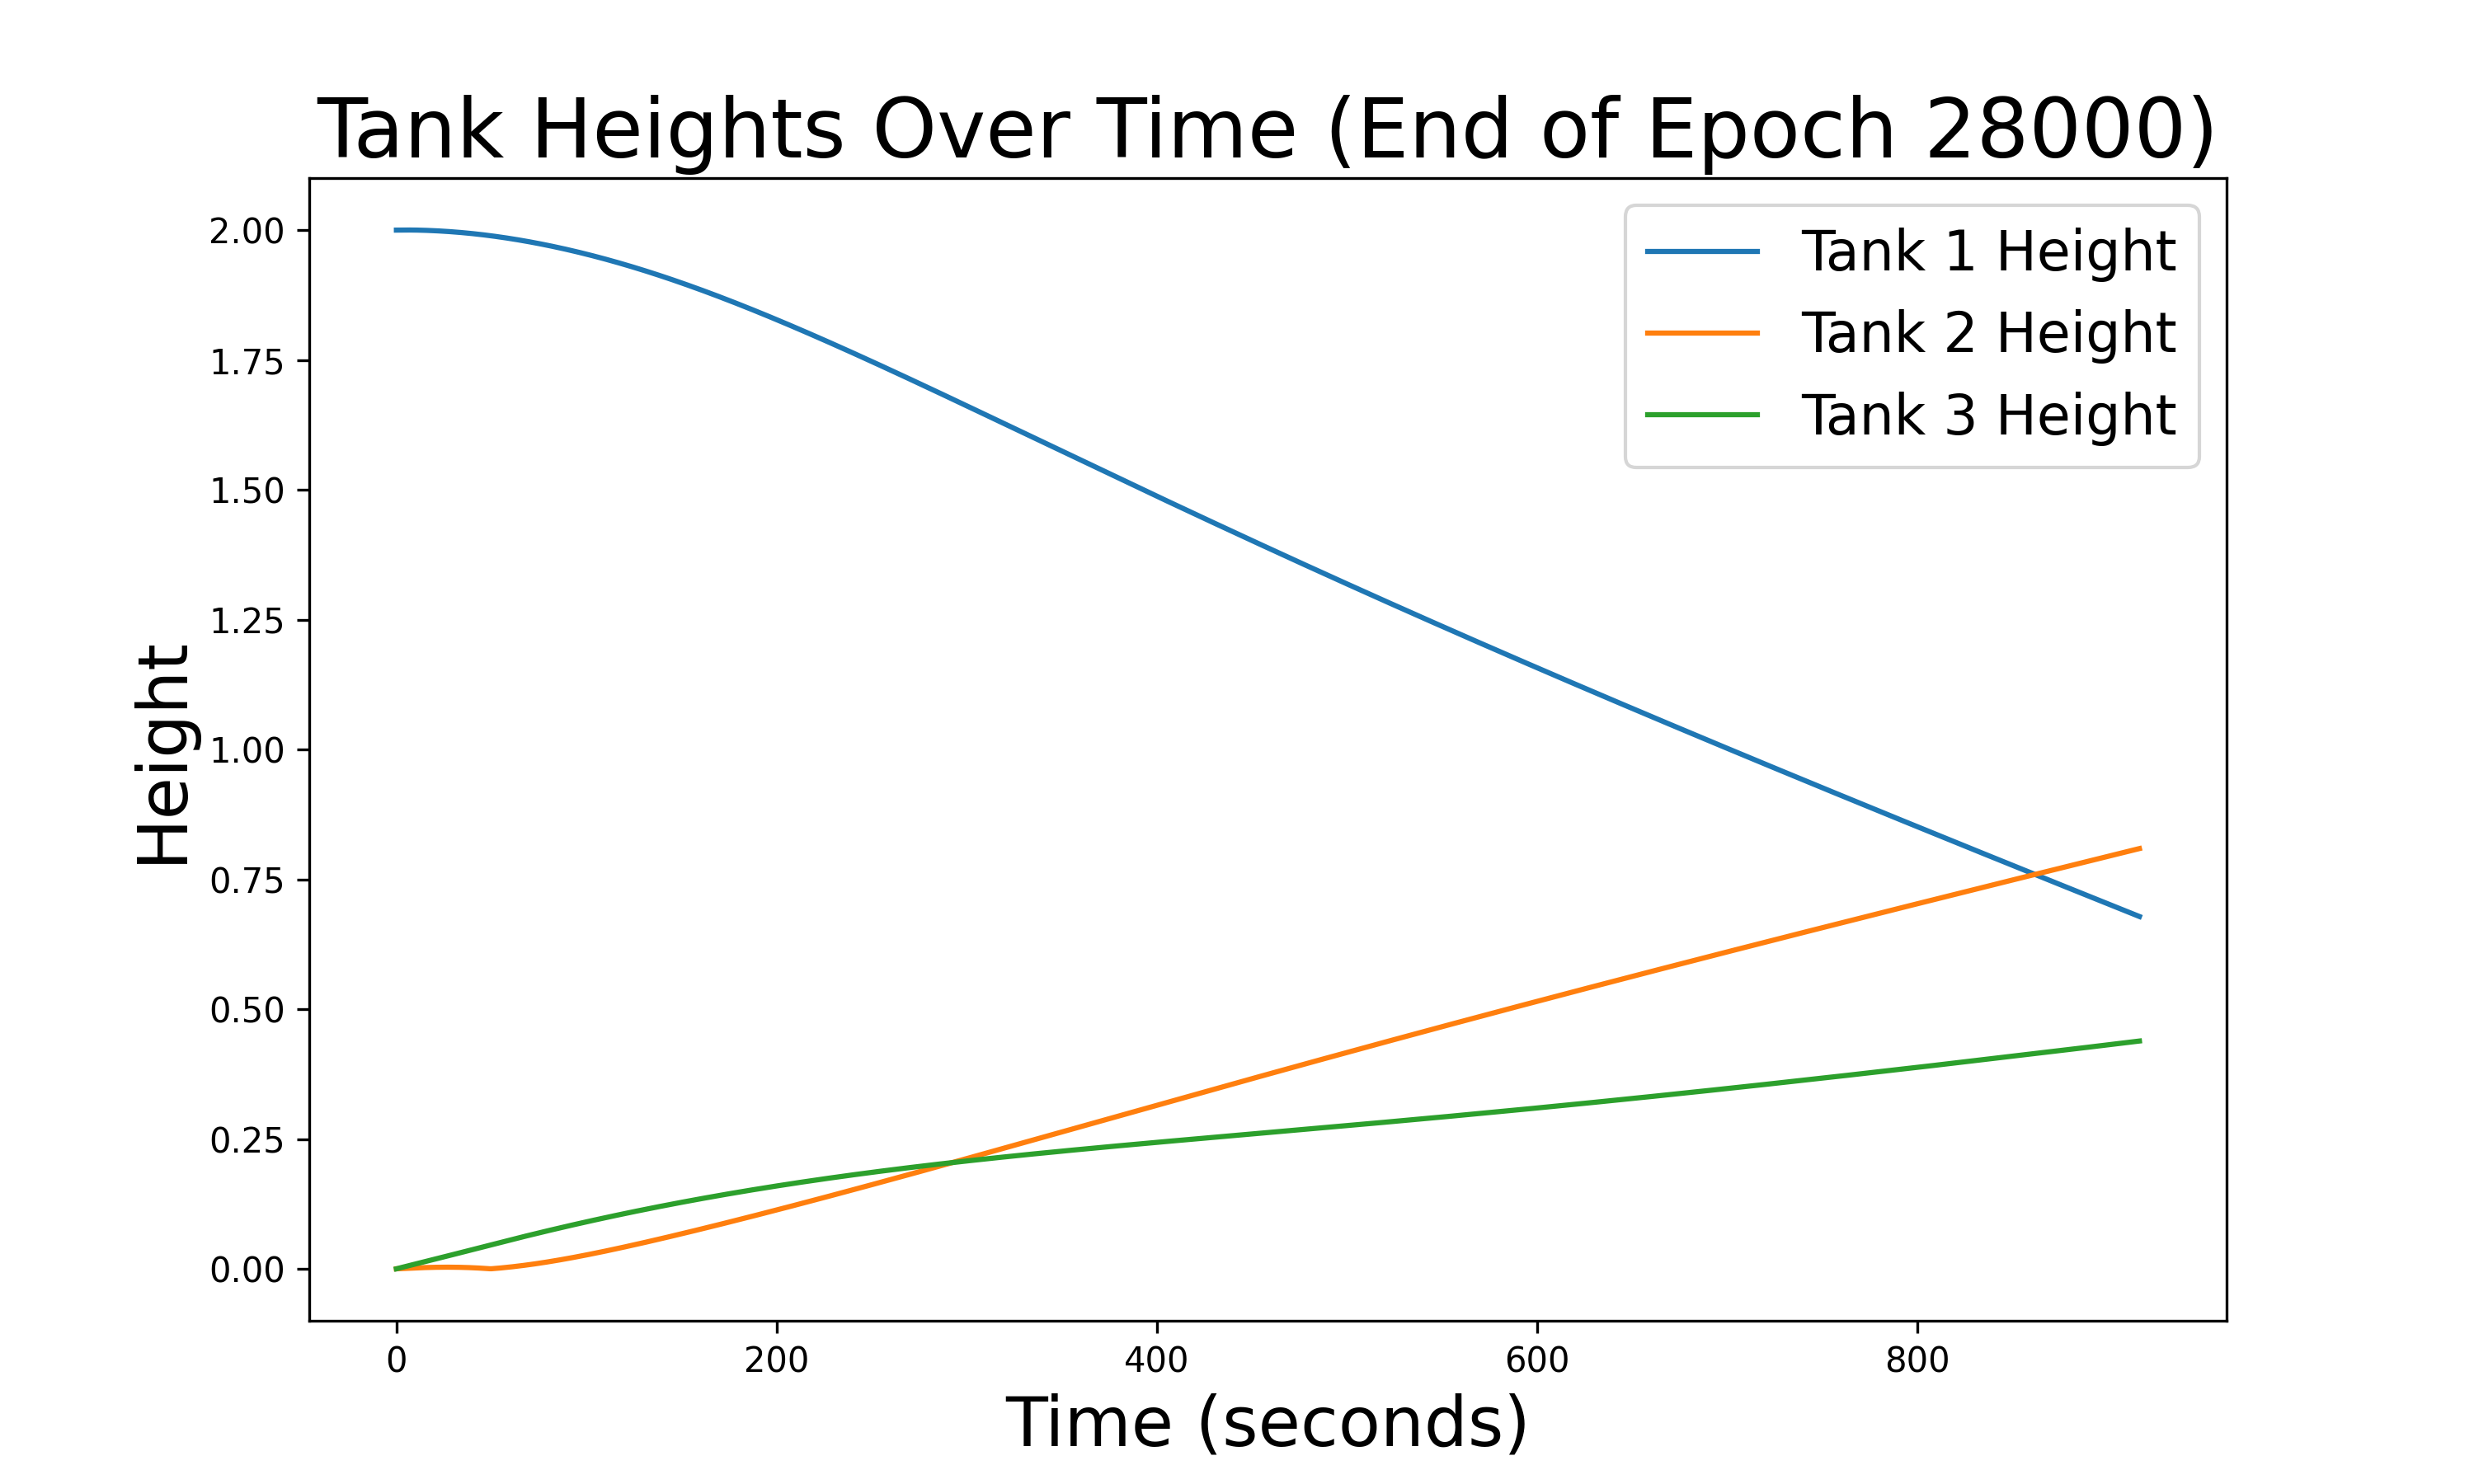 Tank Heights Over Time (End of Epoch 28000)
Tank 1 Height
Tank 2 Height
Tank 3 Height
Height
2.00
1.75
1.50
1.25
1.00
0.75
0.50
0.25
0.00
0 200 400 600 800
Time (seconds)